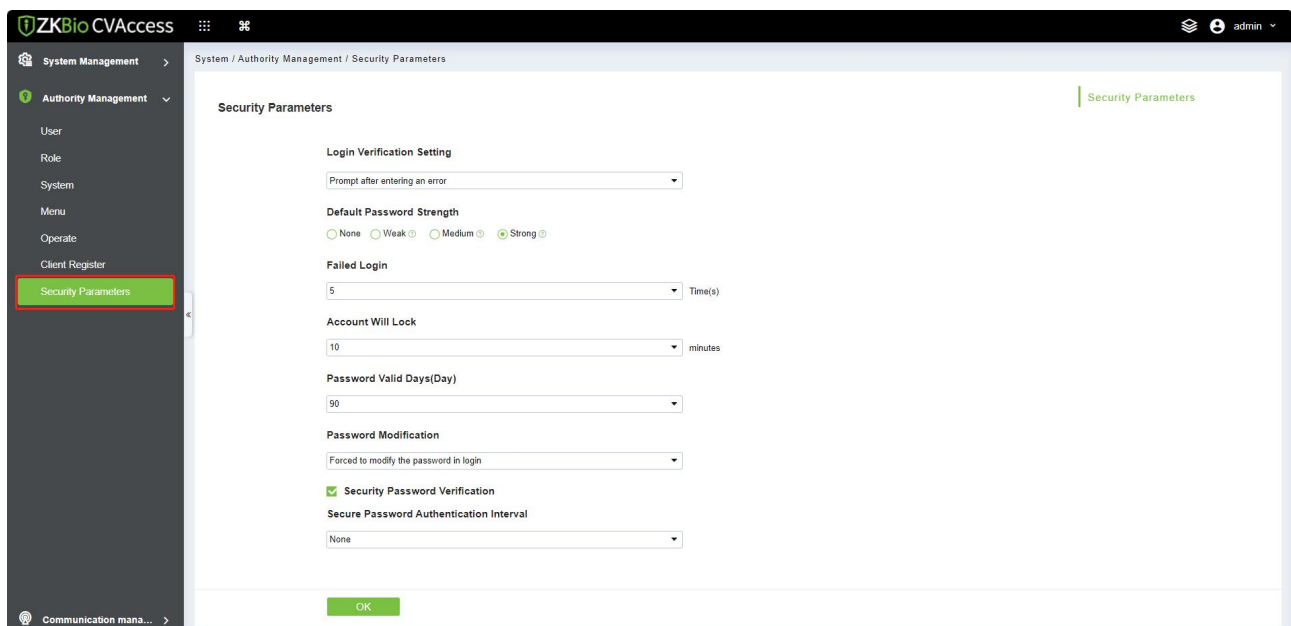 ZKBio CVAccess
admin
System Management
System / Authority Management / Security Parameters
Authority Management
User
Role
System
Menu
Operate
Client Register
Security Parameters
Communication mana...
Security Parameters
Security Parameters
Login Verification Setting
Prompt after entering an error
Default Password Strength
None Weak Medium Strong
Failed Login
5 Time(s)
Account Will Lock
10 minutes
Password Valid Days(Day)
90
Password Modification
Forced to modify the password in login
Security Password Verification
Secure Password Authentication Interval
None
OK